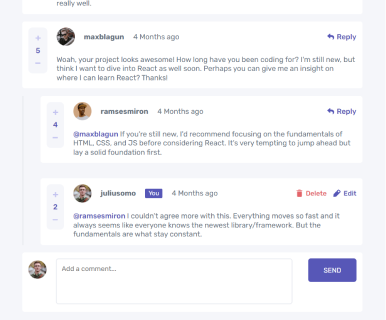 really well.
+
5
−
maxblagun 4 Months ago Reply
Woah, your project looks awesome! How long have you been coding for? I'm still new, but
think I want to dive into React as well soon. Perhaps you can give me an insight on
where I can learn React? Thanks!
+
4
−
ramsesmiron 4 Months ago Reply
@maxblagun If you're still new, I'd recommend focusing on the fundamentals of
HTML, CSS, and JS before considering React. It's very tempting to jump ahead but
lay a solid foundation first.
+
2
−
juliusomo You 4 Months ago Delete Edit
@ramsesmiron I couldn't agree more with this. Everything moves so fast and it
always seems like everyone knows the newest library/framework. But the
fundamentals are what stay constant.
Add a comment...
SEND